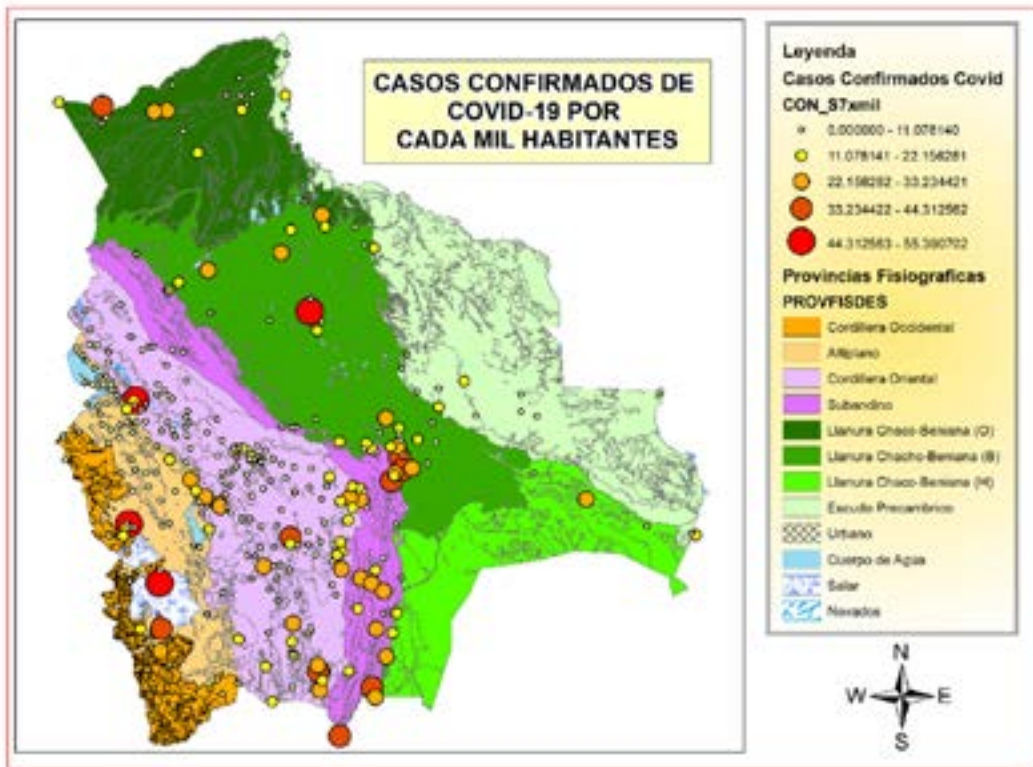 CASOS CONFIRMADOS DE
COVID-19 POR
CADA MIL HABITANTES
Leyenda
Casos Confirmados Covid
CON_S7xmil
0.000000 - 11.078140
11.078141 - 22.156281
22.156282 - 33.234421
33.234422 - 44.312562
44.312563 - 55.390702
Provincias Fisiograficas
PROVFISDES
Cordillera Occidental
Altiplano
Cordillera Oriental
Subandino
Llanura Chaco-Beniana (O)
Llanura Chacho-Beniana (B)
Llanura Chaco-Beniana (H)
Escudo Precambrico
Urbano
Cuerpo de Agua
Salar
Nevados
N
W E
S